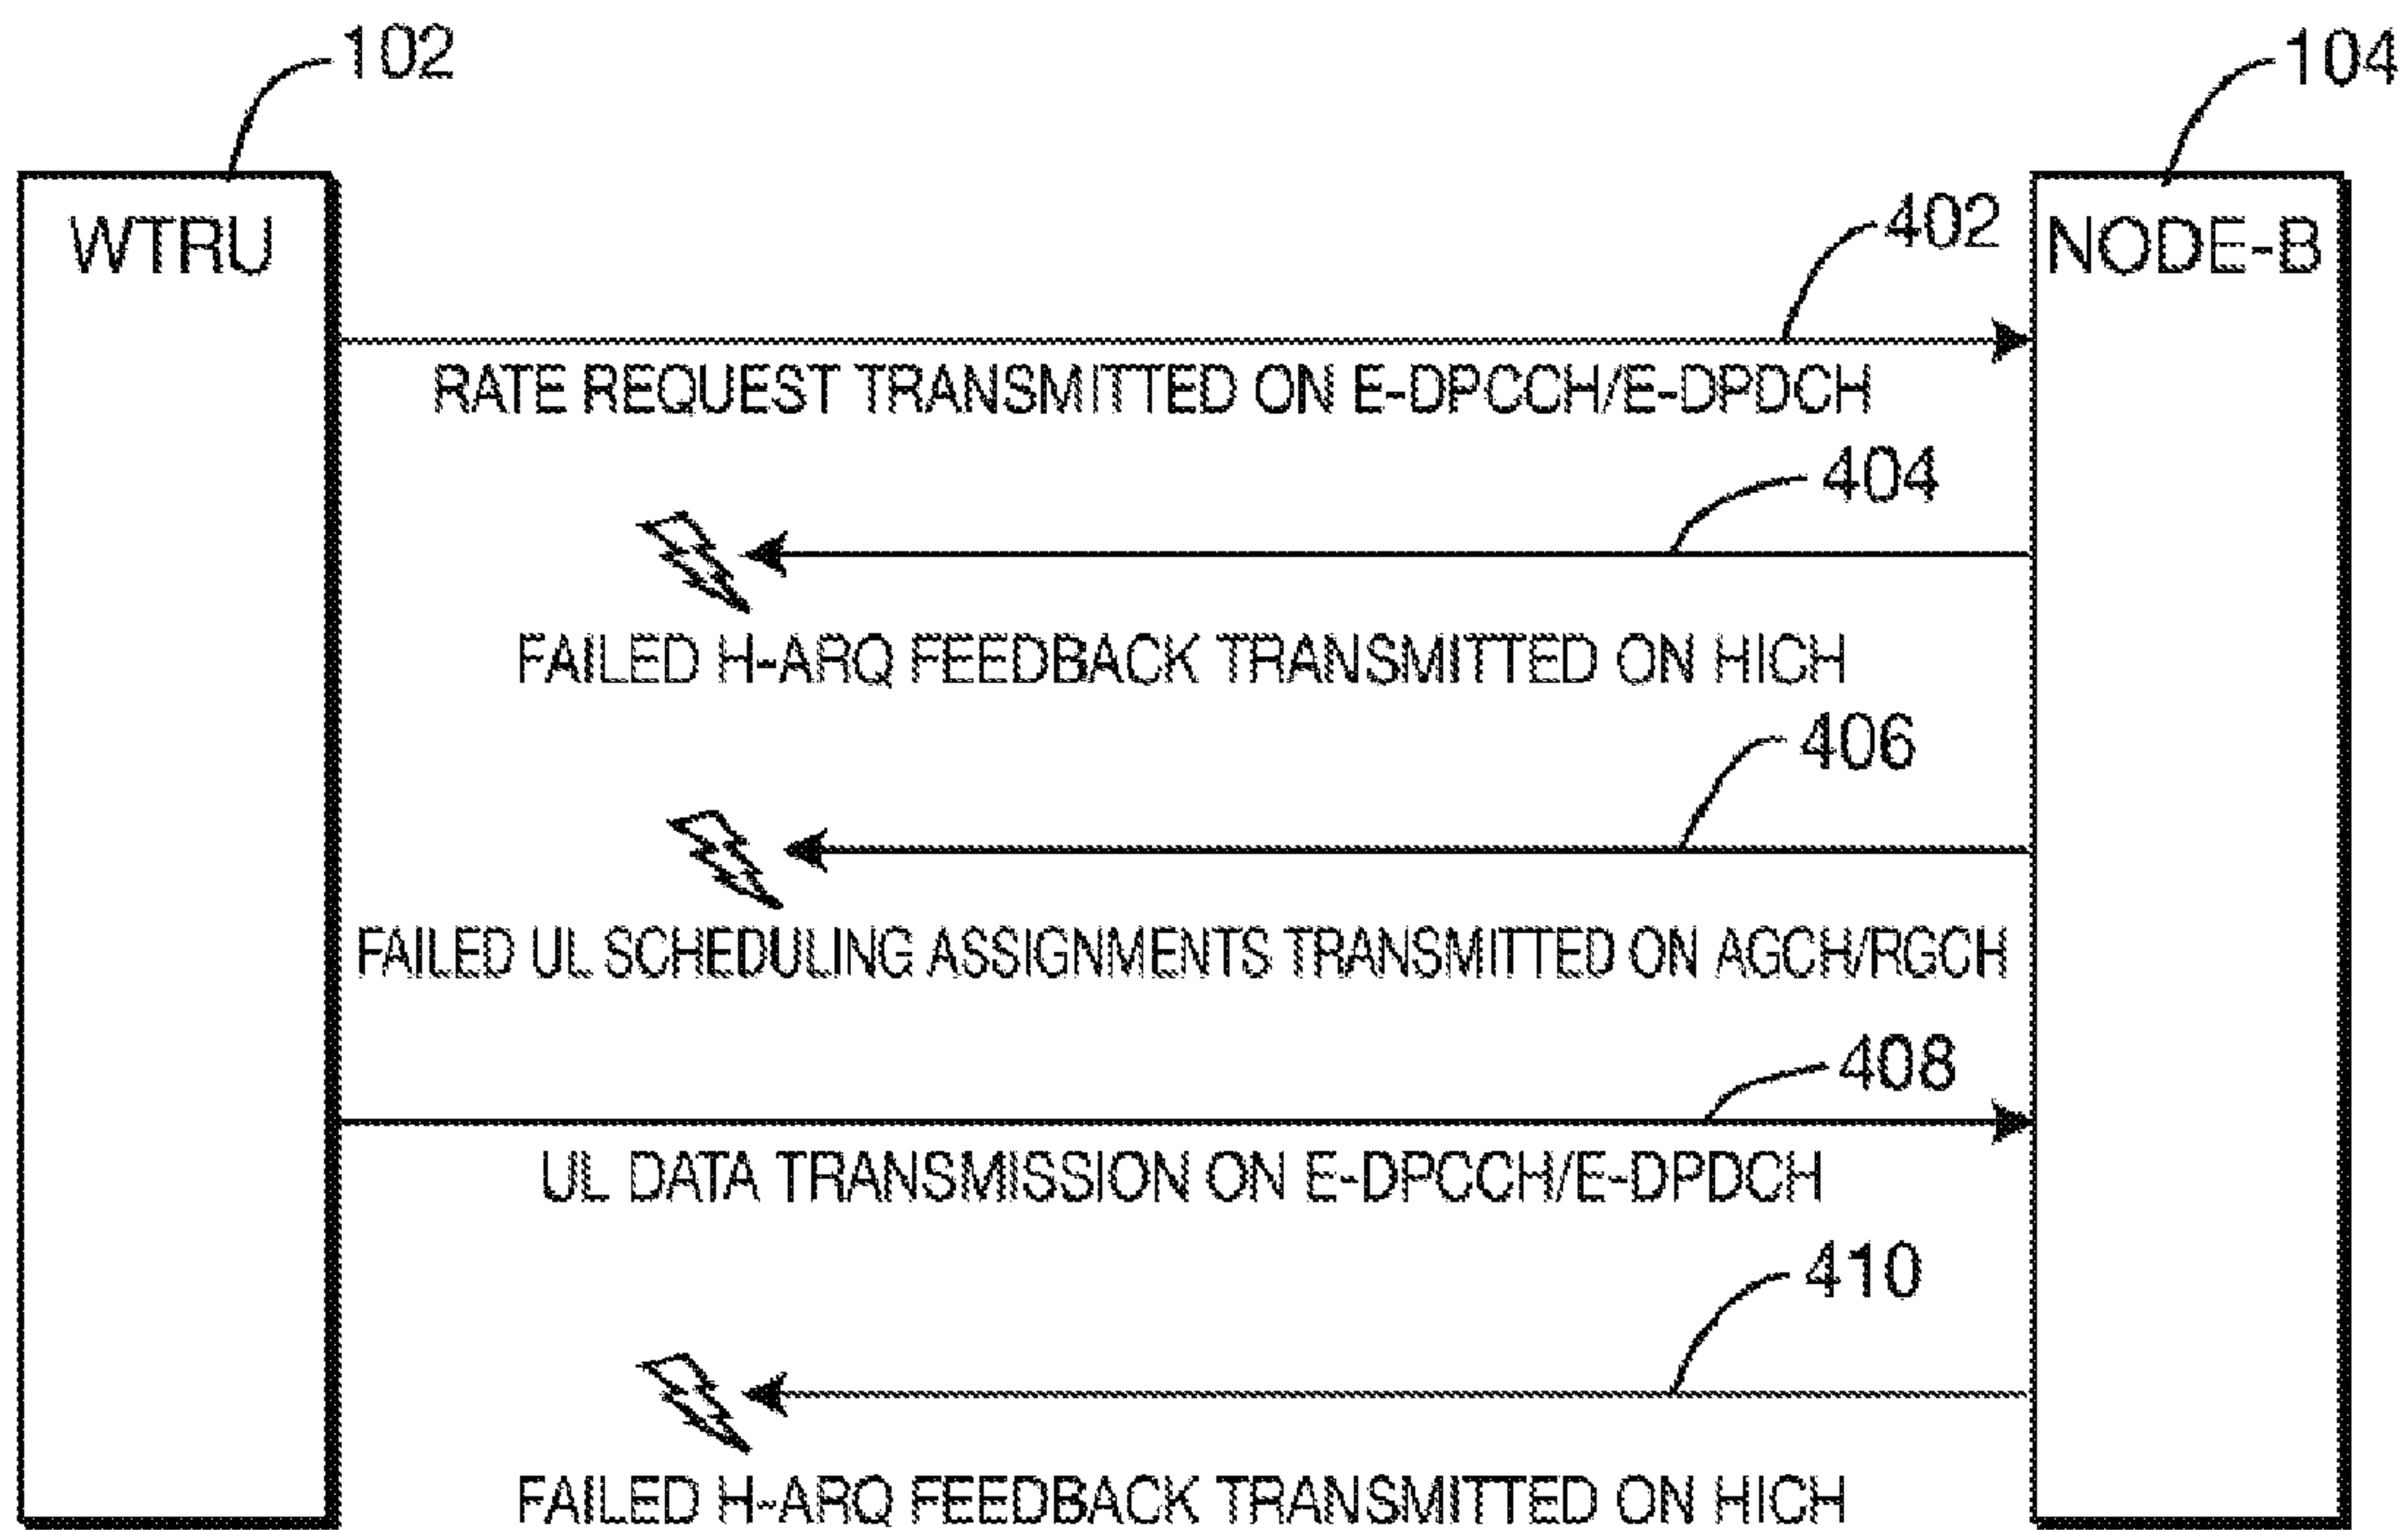 102
104
WTRU
NODE-B
402
RATE REQUEST TRANSMITTED ON E-DPCCH/E-DPDCH
404
FAILED H-ARQ FEEDBACK TRANSMITTED ON HICH
406
FAILED UL SCHEDULING ASSIGNMENTS TRANSMITTED ON AGCH/RGCH
408
UL DATA TRANSMISSION ON E-DPCCH/E-DPDCH
410
FAILED H-ARQ FEEDBACK TRANSMITTED ON HICH